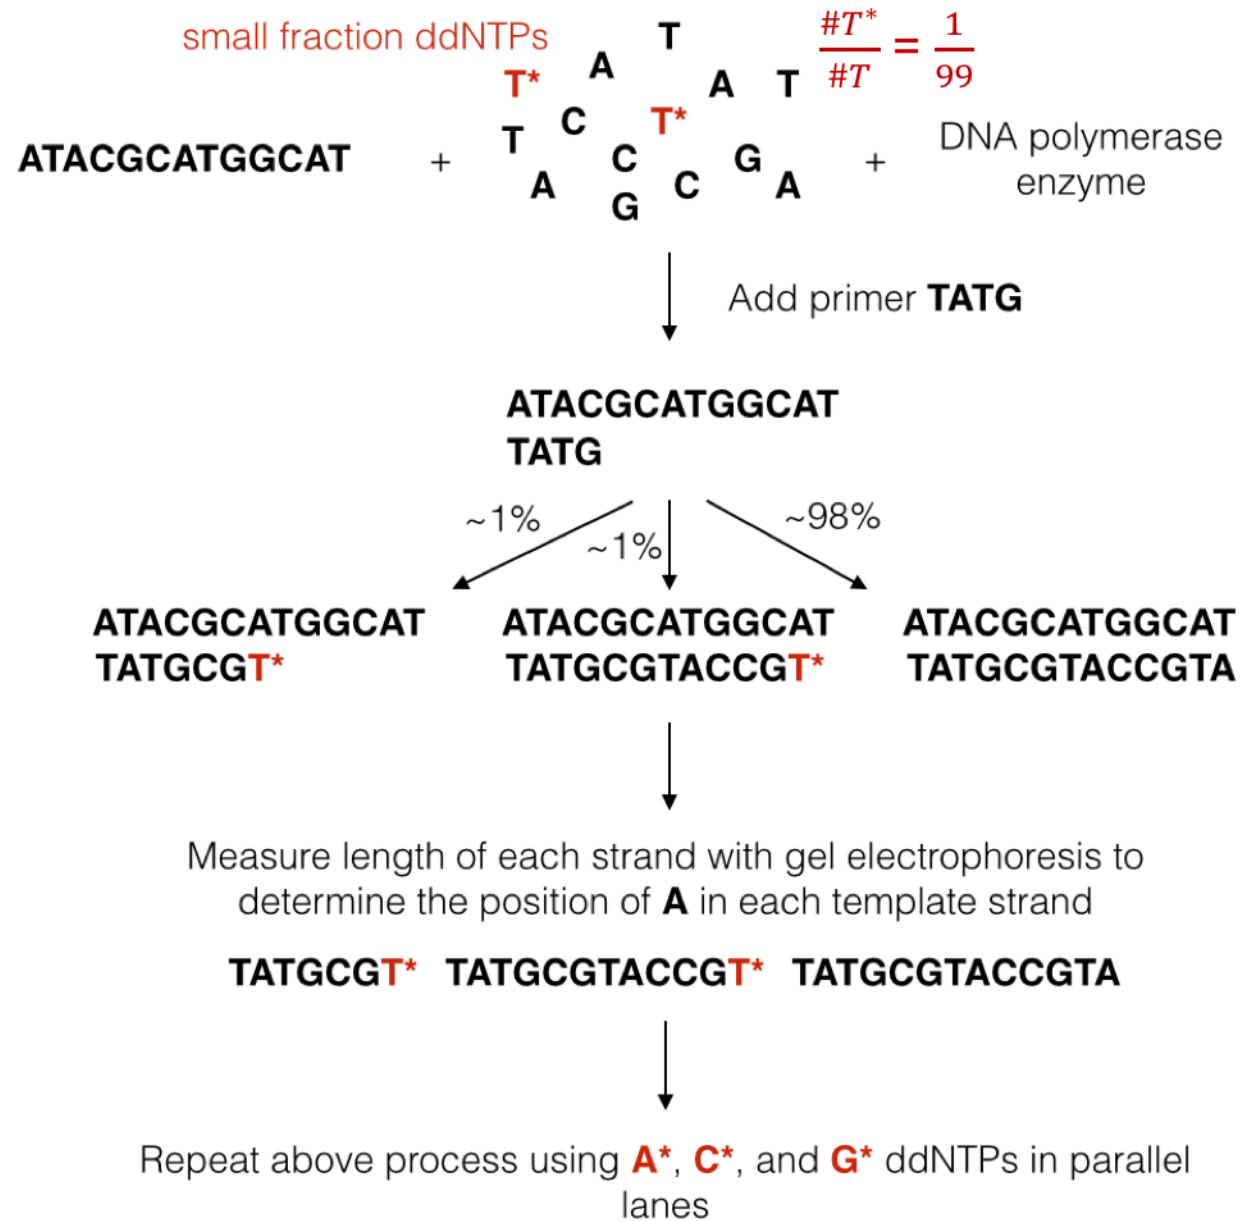 small fraction ddNTPs
T
#T* / #T = 1 / 99
T*
A
A
T
C
T*
T
ATACGCATGGCAT
+
C
G
+
DNA polymerase
enzyme
A
C
A
G
Add primer TATG
ATACGCATGGCAT
TATG
~1%
~1%
~98%
ATACGCATGGCAT
TATGCGT*
ATACGCATGGCAT
TATGCGTACCGT*
ATACGCATGGCAT
TATGCGTACCGTA
Measure length of each strand with gel electrophoresis to
determine the position of A in each template strand
TATGCGT* TATGCGTACCGT* TATGCGTACCGTA
Repeat above process using A*, C*, and G* ddNTPs in parallel
lanes